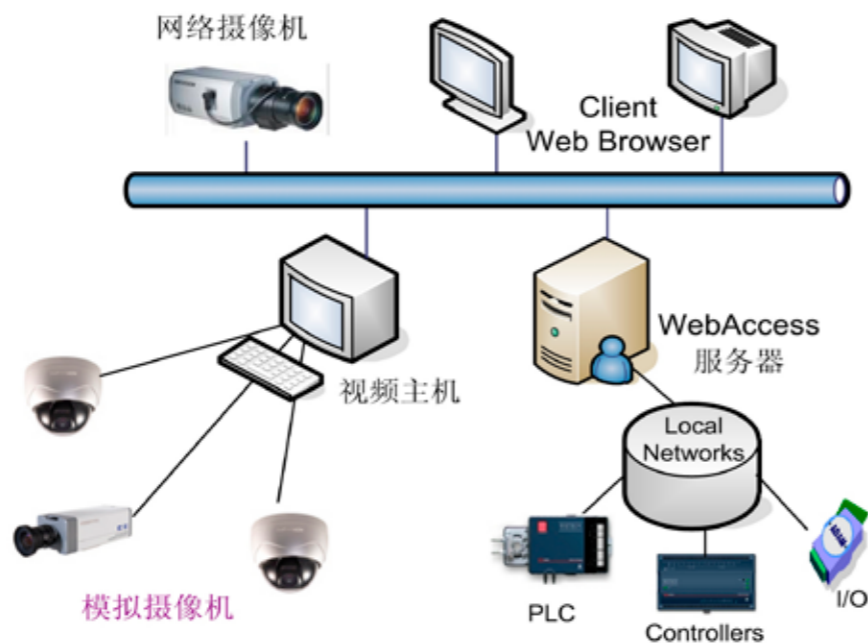 网络摄像机
Client
Web Browser
WebAccess
服务器
视频主机
Local
Networks
模拟摄像机
PLC
Controllers
I/O